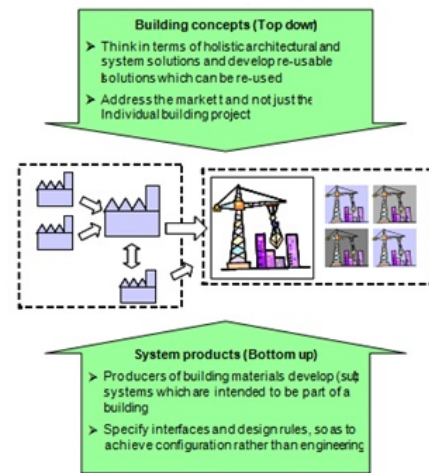 Building concepts (Top down)
➢ Think in terms of holistic architectural and
system solutions and develop re-usable
solutions which can be re-used
➢ Address the market t and not just the
Individual building project
System products (Bottom up)
➢ Producers of building materials develop (sub
systems which are intended to be part of a
building
➢ Specify interfaces and design rules, so as to
achieve configuration rather than engineering